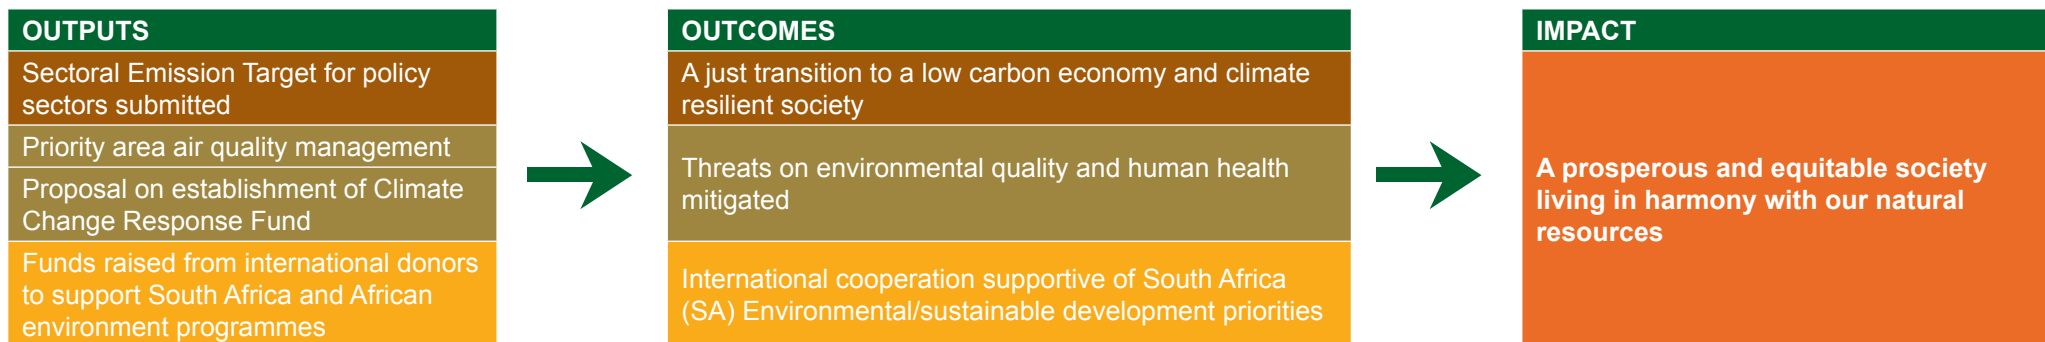 OUTPUTS
Sectoral Emission Target for policy
sectors submitted
Priority area air quality management
Proposal on establishment of Climate
Change Response Fund
Funds raised from international donors
to support South Africa and African
environment programmes
OUTCOMES
A just transition to a low carbon economy and climate
resilient society
Threats on environmental quality and human health
mitigated
International cooperation supportive of South Africa
(SA) Environmental/sustainable development priorities
IMPACT
A prosperous and equitable society
living in harmony with our natural
resources